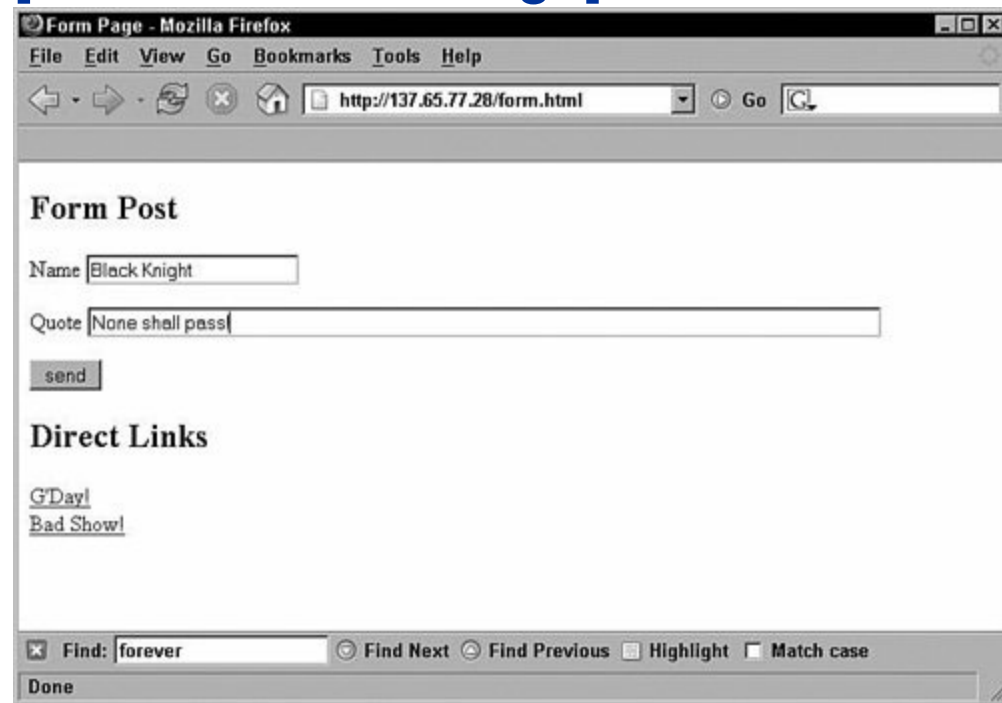 Form Page - Mozilla Firefox
File Edit View Go Bookmarks Tools Help
http://137.65.77.28/form.html Go G
Form Post
Name Black Knight
Quote None shall pass!
send
Direct Links
G'Day!
Bad Show!
Find: forever Find Next Find Previous Highlight Match case
Done